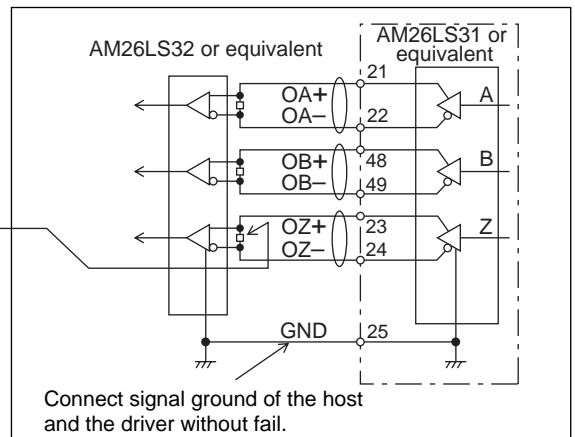 AM26LS31 or
equivalent
AM26LS32 or equivalent
21
OA+
A
OA−
22
OB+
48
B
OB−
49
OZ+
23
Z
OZ−
24
GND
25
Connect signal ground of the host
and the driver without fail.